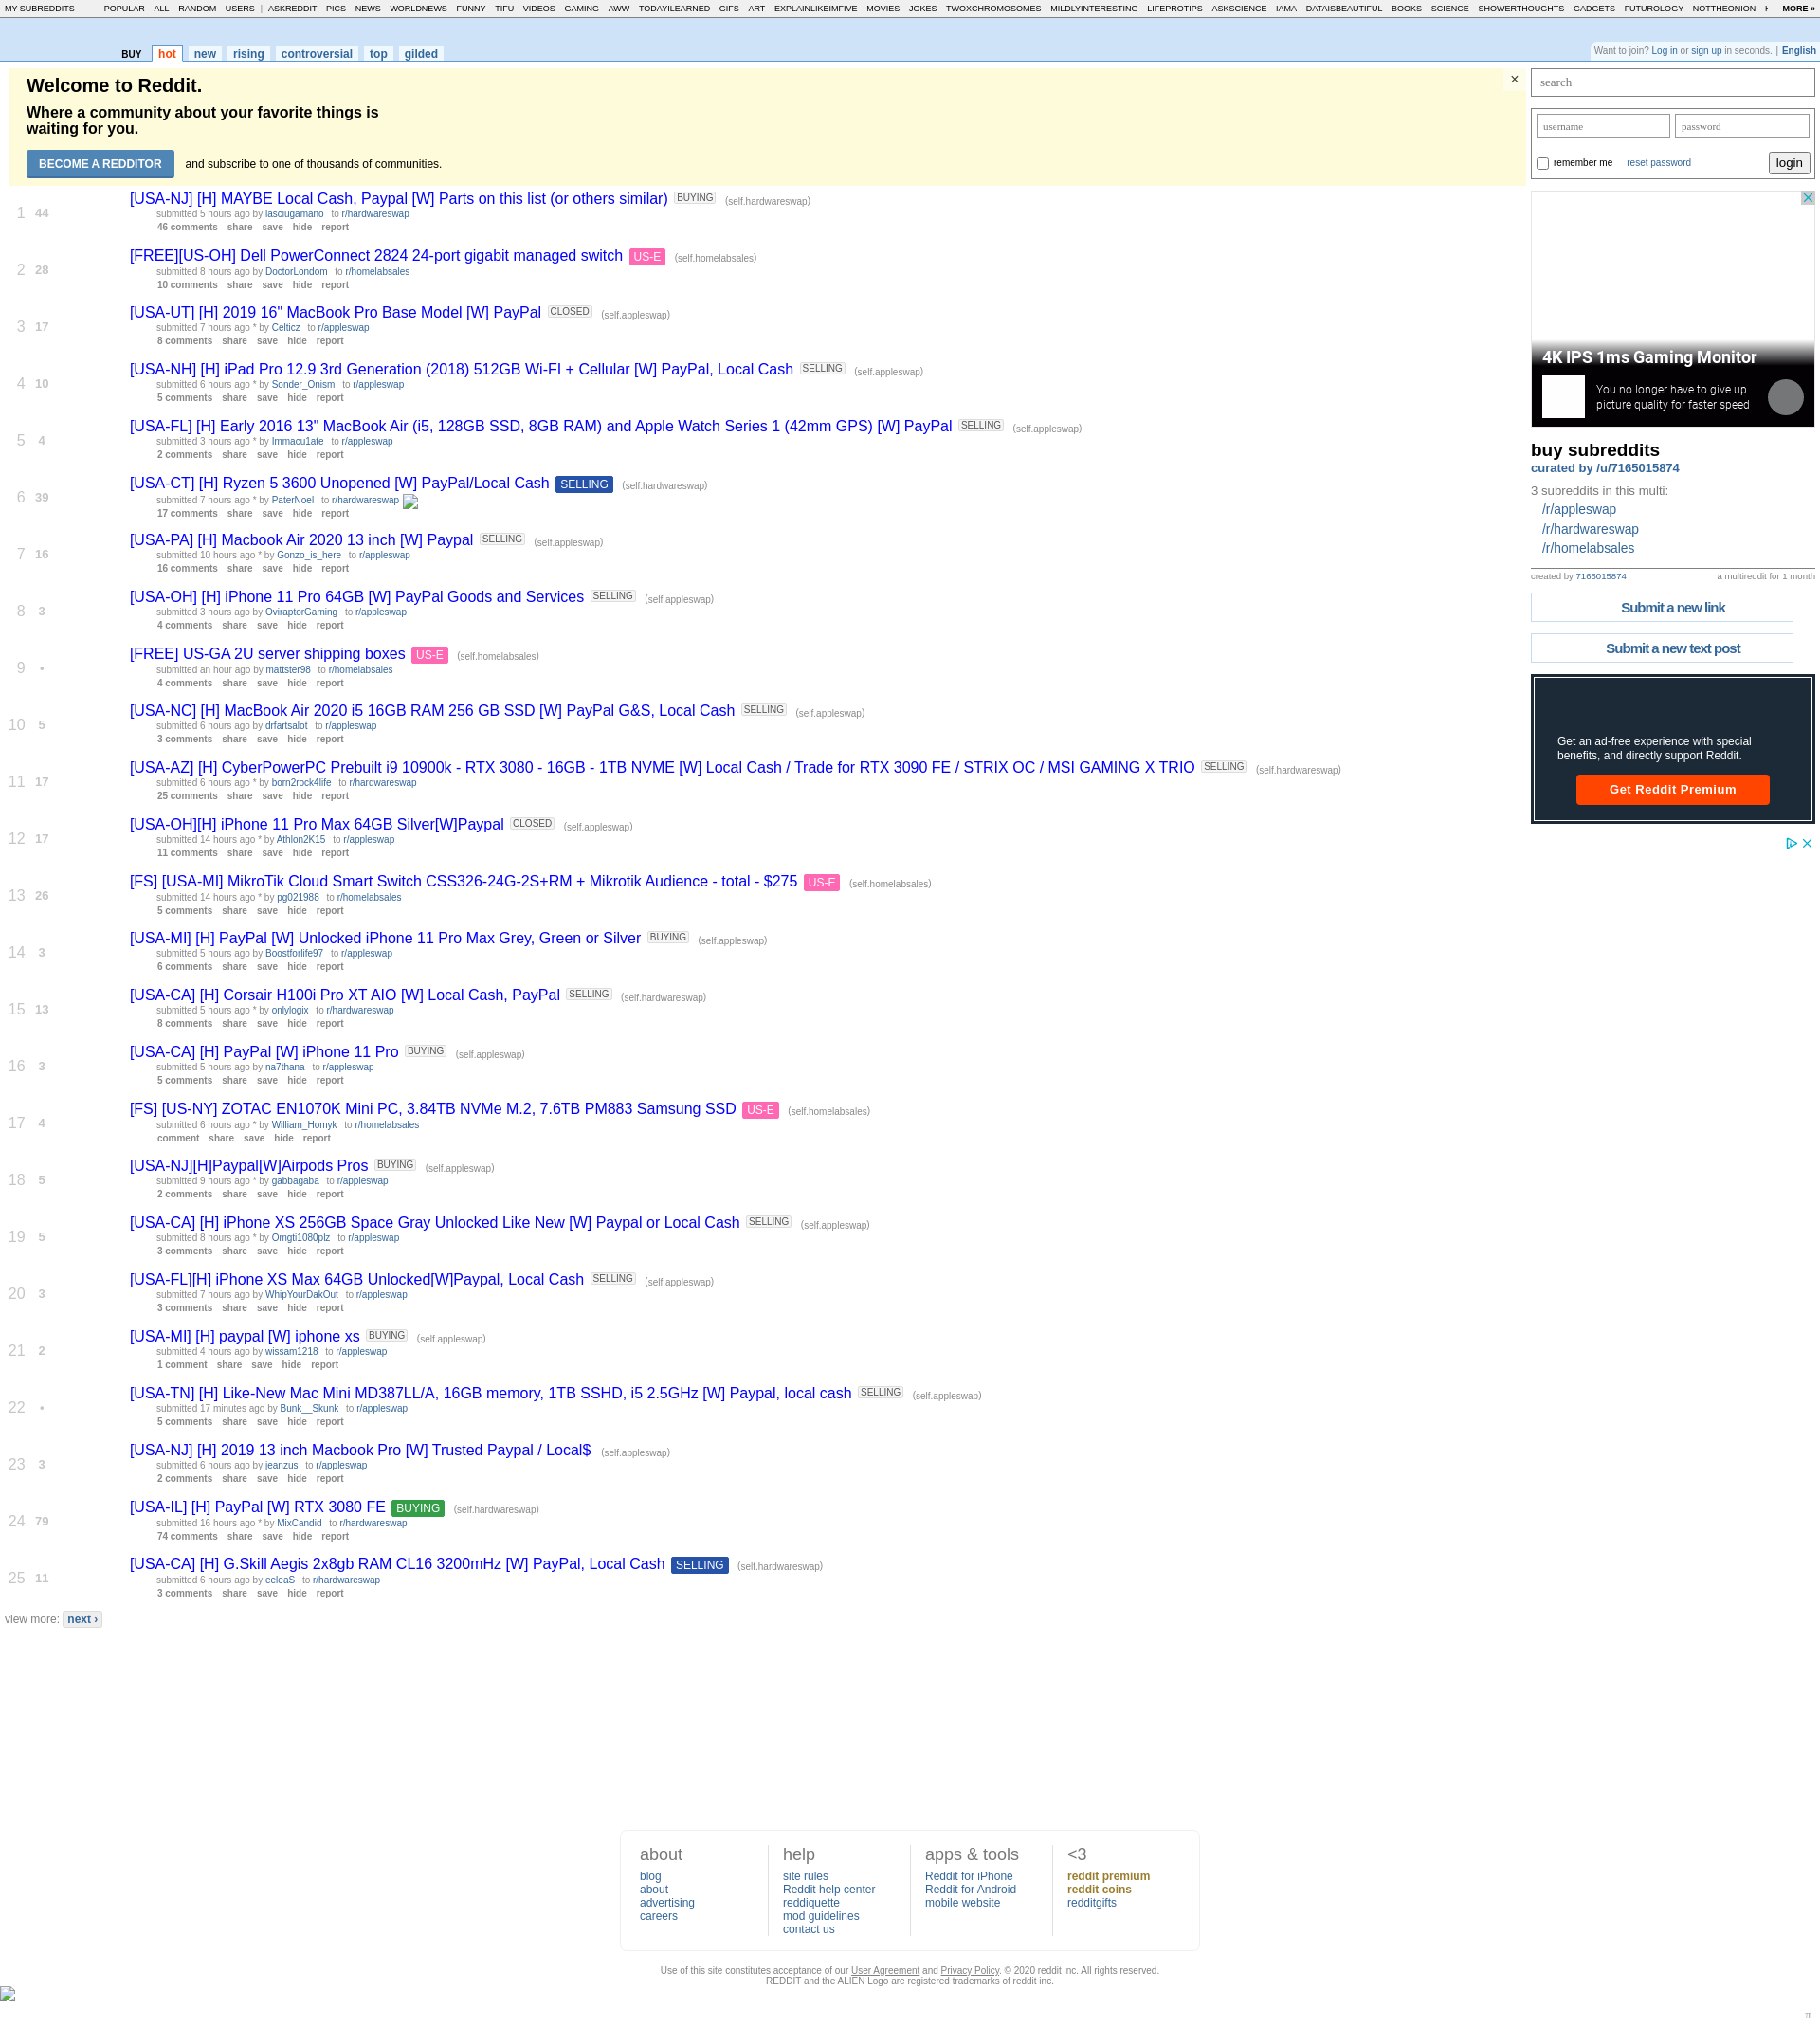 MY SUBREDDITS POPULAR - ALL - RANDOM - USERS | ASKREDDIT - PICS - NEWS - WORLDNEWS - FUNNY - TIFU - VIDEOS - GAMING - AWW - TODAYILEARNED - GIFS - ART - EXPLAINLIKEIMFIVE - MOVIES - JOKES - TWOXCHROMOSOMES - MILDLYINTERESTING - LIFEPROTIPS - ASKSCIENCE - IAMA - DATAISBEAUTIFUL - BOOKS - SCIENCE - SHOWERTHOUGHTS - GADGETS - FUTUROLOGY - NOTTHEONION - MORE »
BUY hot new rising controversial top gilded
Want to join? Log in or sign up in seconds. | English
Welcome to Reddit.
Where a community about your favorite things is
waiting for you.
BECOME A REDDITOR and subscribe to one of thousands of communities.
×
1 44 [USA-NJ] [H] MAYBE Local Cash, Paypal [W] Parts on this list (or others similar) BUYING (self.hardwareswap)
submitted 5 hours ago by lasciugamano to r/hardwareswap
46 comments share save hide report
2 28 [FREE][US-OH] Dell PowerConnect 2824 24-port gigabit managed switch US-E (self.homelabsales)
submitted 8 hours ago by DoctorLondom to r/homelabsales
10 comments share save hide report
3 17 [USA-UT] [H] 2019 16" MacBook Pro Base Model [W] PayPal CLOSED (self.appleswap)
submitted 7 hours ago * by Celticz to r/appleswap
8 comments share save hide report
4 10 [USA-NH] [H] iPad Pro 12.9 3rd Generation (2018) 512GB Wi-FI + Cellular [W] PayPal, Local Cash SELLING (self.appleswap)
submitted 6 hours ago * by Sonder_Onism to r/appleswap
5 comments share save hide report
5 4 [USA-FL] [H] Early 2016 13" MacBook Air (i5, 128GB SSD, 8GB RAM) and Apple Watch Series 1 (42mm GPS) [W] PayPal SELLING (self.appleswap)
submitted 3 hours ago * by Immacu1ate to r/appleswap
2 comments share save hide report
6 39 [USA-CT] [H] Ryzen 5 3600 Unopened [W] PayPal/Local Cash SELLING (self.hardwareswap)
submitted 7 hours ago * by PaterNoel to r/hardwareswap
17 comments share save hide report
7 16 [USA-PA] [H] Macbook Air 2020 13 inch [W] Paypal SELLING (self.appleswap)
submitted 10 hours ago * by Gonzo_is_here to r/appleswap
16 comments share save hide report
8 3 [USA-OH] [H] iPhone 11 Pro 64GB [W] PayPal Goods and Services SELLING (self.appleswap)
submitted 3 hours ago by OviraptorGaming to r/appleswap
4 comments share save hide report
9 • [FREE] US-GA 2U server shipping boxes US-E (self.homelabsales)
submitted an hour ago by mattster98 to r/homelabsales
4 comments share save hide report
10 5 [USA-NC] [H] MacBook Air 2020 i5 16GB RAM 256 GB SSD [W] PayPal G&S, Local Cash SELLING (self.appleswap)
submitted 6 hours ago by drfartsalot to r/appleswap
3 comments share save hide report
11 17 [USA-AZ] [H] CyberPowerPC Prebuilt i9 10900k - RTX 3080 - 16GB - 1TB NVME [W] Local Cash / Trade for RTX 3090 FE / STRIX OC / MSI GAMING X TRIO SELLING (self.hardwareswap)
submitted 6 hours ago by born2rock4life to r/hardwareswap
25 comments share save hide report
12 17 [USA-OH][H] iPhone 11 Pro Max 64GB Silver[W]Paypal CLOSED (self.appleswap)
submitted 14 hours ago * by Athlon2K15 to r/appleswap
11 comments share save hide report
13 26 [FS] [USA-MI] MikroTik Cloud Smart Switch CSS326-24G-2S+RM + Mikrotik Audience - total - $275 US-E (self.homelabsales)
submitted 14 hours ago * by pg021988 to r/homelabsales
5 comments share save hide report
14 3 [USA-MI] [H] PayPal [W] Unlocked iPhone 11 Pro Max Grey, Green or Silver BUYING (self.appleswap)
submitted 5 hours ago by Boostforlife97 to r/appleswap
6 comments share save hide report
15 13 [USA-CA] [H] Corsair H100i Pro XT AIO [W] Local Cash, PayPal SELLING (self.hardwareswap)
submitted 5 hours ago * by onlylogix to r/hardwareswap
8 comments share save hide report
16 3 [USA-CA] [H] PayPal [W] iPhone 11 Pro BUYING (self.appleswap)
submitted 5 hours ago by na7thana to r/appleswap
5 comments share save hide report
17 4 [FS] [US-NY] ZOTAC EN1070K Mini PC, 3.84TB NVMe M.2, 7.6TB PM883 Samsung SSD US-E (self.homelabsales)
submitted 6 hours ago * by William_Homyk to r/homelabsales
comment share save hide report
18 5 [USA-NJ][H]Paypal[W]Airpods Pros BUYING (self.appleswap)
submitted 9 hours ago * by gabbagaba to r/appleswap
2 comments share save hide report
19 5 [USA-CA] [H] iPhone XS 256GB Space Gray Unlocked Like New [W] Paypal or Local Cash SELLING (self.appleswap)
submitted 8 hours ago * by Omgti1080plz to r/appleswap
3 comments share save hide report
20 3 [USA-FL][H] iPhone XS Max 64GB Unlocked[W]Paypal, Local Cash SELLING (self.appleswap)
submitted 7 hours ago by WhipYourDakOut to r/appleswap
3 comments share save hide report
21 2 [USA-MI] [H] paypal [W] iphone xs BUYING (self.appleswap)
submitted 4 hours ago by wissam1218 to r/appleswap
1 comment share save hide report
22 • [USA-TN] [H] Like-New Mac Mini MD387LL/A, 16GB memory, 1TB SSHD, i5 2.5GHz [W] Paypal, local cash SELLING (self.appleswap)
submitted 17 minutes ago by Bunk__Skunk to r/appleswap
5 comments share save hide report
23 3 [USA-NJ] [H] 2019 13 inch Macbook Pro [W] Trusted Paypal / Local$ (self.appleswap)
submitted 6 hours ago by jeanzus to r/appleswap
2 comments share save hide report
24 79 [USA-IL] [H] PayPal [W] RTX 3080 FE BUYING (self.hardwareswap)
submitted 16 hours ago * by MixCandid to r/hardwareswap
74 comments share save hide report
25 11 [USA-CA] [H] G.Skill Aegis 2x8gb RAM CL16 3200mHz [W] PayPal, Local Cash SELLING (self.hardwareswap)
submitted 6 hours ago by eeleaS to r/hardwareswap
3 comments share save hide report
view more: next ›
search
username password
remember me reset password login
4K IPS 1ms Gaming Monitor
You no longer have to give up
picture quality for faster speed
buy subreddits
curated by /u/7165015874
3 subreddits in this multi:
/r/appleswap
/r/hardwareswap
/r/homelabsales
created by 7165015874 a multireddit for 1 month
Submit a new link
Submit a new text post
Get an ad-free experience with special
benefits, and directly support Reddit.
Get Reddit Premium
about
blog
about
advertising
careers
help
site rules
Reddit help center
reddiquette
mod guidelines
contact us
apps & tools
Reddit for iPhone
Reddit for Android
mobile website
<3
reddit premium
reddit coins
redditgifts
Use of this site constitutes acceptance of our User Agreement and Privacy Policy. © 2020 reddit inc. All rights reserved.
REDDIT and the ALIEN Logo are registered trademarks of reddit inc.
π